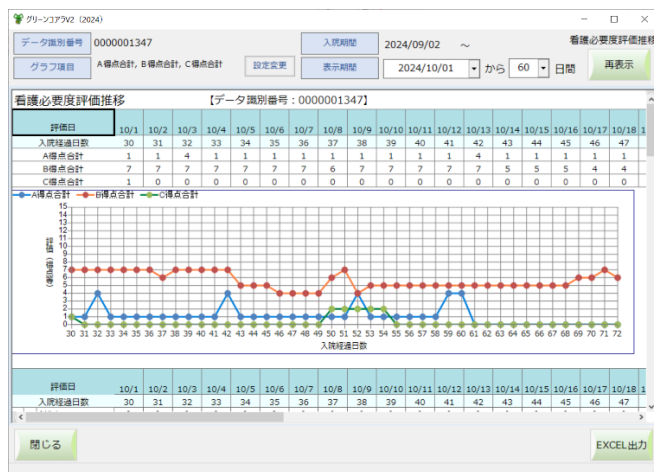 グリーンコアラV2（2024）
データ識別番号 0000001347 入院期間 2024/09/02 ～ 看護必要度評価推移
グラフ項目 A得点合計, B得点合計, C得点合計 設定変更 表示期間 2024/10/01 から 60 日間 再表示
看護必要度評価推移 【データ識別番号：0000001347】
評価日 10/1 10/2 10/3 10/4 10/5 10/6 10/7 10/8 10/9 10/10 10/11 10/12 10/13 10/14 10/15 10/16 10/17 10/18 1
入院経過日数 30 31 32 33 34 35 36 37 38 39 40 41 42 43 44 45 46 47
A得点合計 1 1 4 1 1 1 1 1 1 1 1 1 4 1 1 1 1 1
B得点合計 7 7 7 7 7 7 7 6 7 7 7 7 7 5 5 5 4 4
C得点合計 1 0 0 0 0 0 0 0 0 0 0 0 0 0 0 0 0 0
A得点合計 B得点合計 C得点合計
評価（得点等）
15
14
13
12
11
10
9
8
7
6
5
4
3
2
1
0
30 31 32 33 34 35 36 37 38 39 40 41 42 43 44 45 46 47 48 49 50 51 52 53 54 55 56 57 58 59 60 61 62 63 64 65 66 67 68 69 70 71 72
入院経過日数
評価日 10/1 10/2 10/3 10/4 10/5 10/6 10/7 10/8 10/9 10/10 10/11 10/12 10/13 10/14 10/15 10/16 10/17 10/18 1
入院経過日数 30 31 32 33 34 35 36 37 38 39 40 41 42 43 44 45 46 47
閉じる EXCEL出力